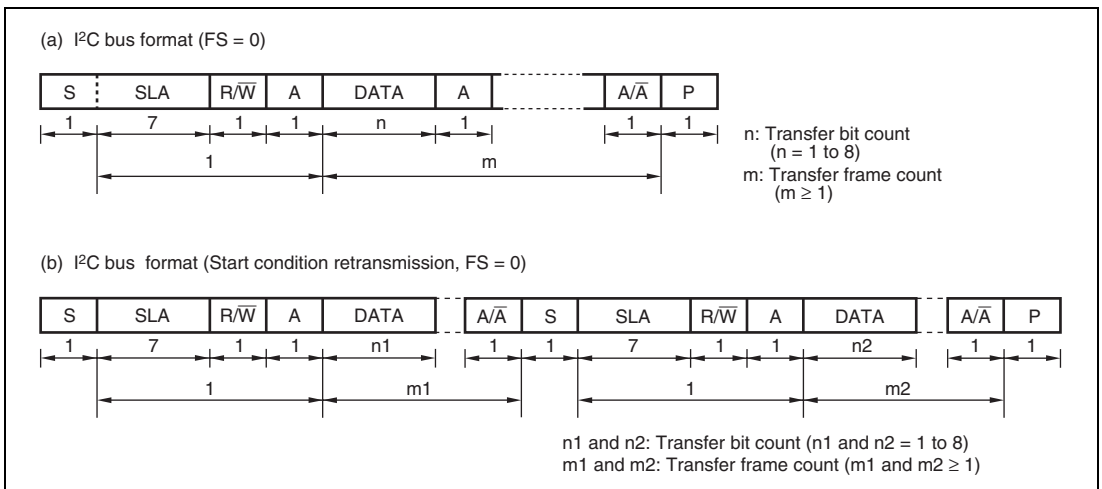 (a) I²C bus format (FS = 0)
S SLA R/W̅ A DATA A A/A̅ P
1 7 1 1 n 1 1 1
1 m
n: Transfer bit count
(n = 1 to 8)
m: Transfer frame count
(m ≥ 1)
(b) I²C bus format (Start condition retransmission, FS = 0)
S SLA R/W̅ A DATA A/A̅ S SLA R/W̅ A DATA A/A̅ P
1 7 1 1 n1 1 1 7 1 1 n2 1 1
1 m1 1 m2
n1 and n2: Transfer bit count (n1 and n2 = 1 to 8)
m1 and m2: Transfer frame count (m1 and m2 ≥ 1)